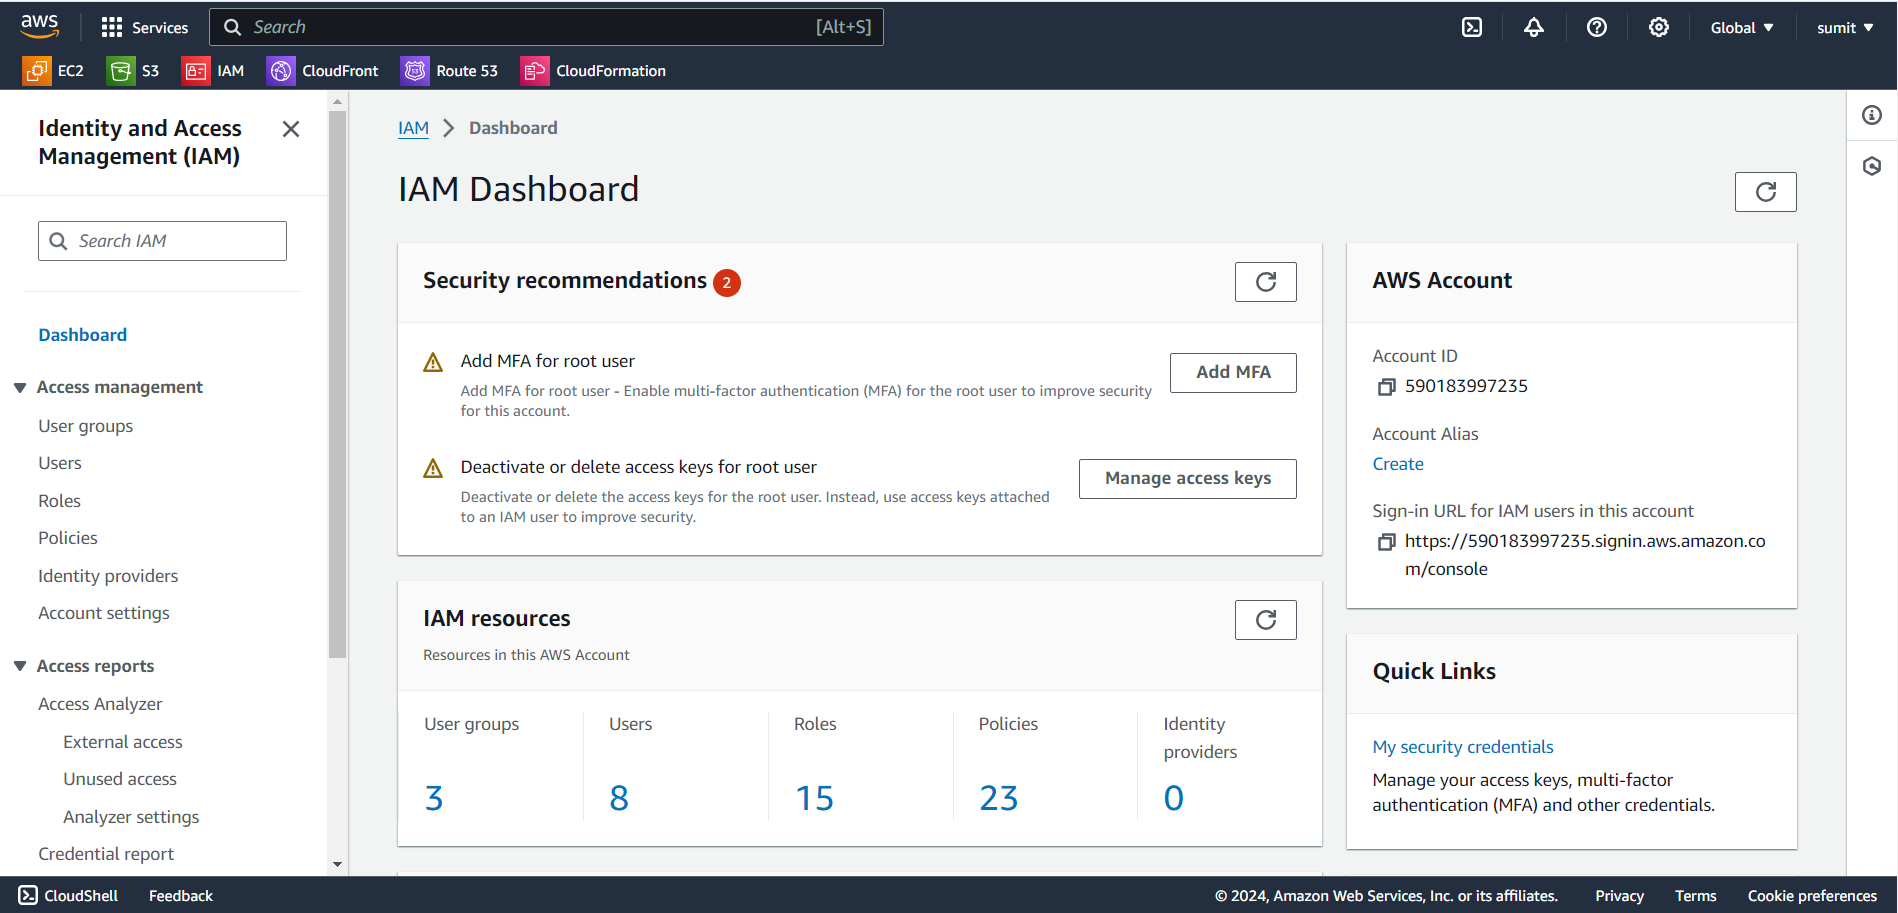 aws
Services
Search
[Alt+S]
Global
sumit
EC2
S3
IAM
CloudFront
53
Route 53
CloudFormation
Identity and Access
Management (IAM)
Search IAM
Dashboard
Access management
User groups
Users
Roles
Policies
Identity providers
Account settings
Access reports
Access Analyzer
External access
Unused access
Analyzer settings
Credential report
IAM
Dashboard
IAM Dashboard
Security recommendations 2
Add MFA for root user
Add MFA for root user - Enable multi-factor authentication (MFA) for the root user to improve security
for this account.
Add MFA
Deactivate or delete access keys for root user
Deactivate or delete the access keys for the root user. Instead, use access keys attached
to an IAM user to improve security.
Manage access keys
IAM resources
Resources in this AWS Account
User groups
3
Users
8
Roles
15
Policies
23
Identity
providers
0
AWS Account
Account ID
590183997235
Account Alias
Create
Sign-in URL for IAM users in this account
https://590183997235.signin.aws.amazon.co
m/console
Quick Links
My security credentials
Manage your access keys, multi-factor
authentication (MFA) and other credentials.
CloudShell
Feedback
© 2024, Amazon Web Services, Inc. or its affiliates.
Privacy
Terms
Cookie preferences